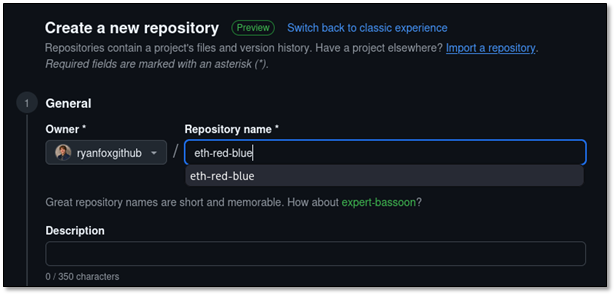 Create a new repository Preview Switch back to classic experience
Repositories contain a project's files and version history. Have a project elsewhere? Import a repository.
Required fields are marked with an asterisk (*).
1 General
Owner * Repository name *
ryanfoxgithub / eth-red-blue
eth-red-blue
Great repository names are short and memorable. How about expert-bassoon?
Description
0 / 350 characters